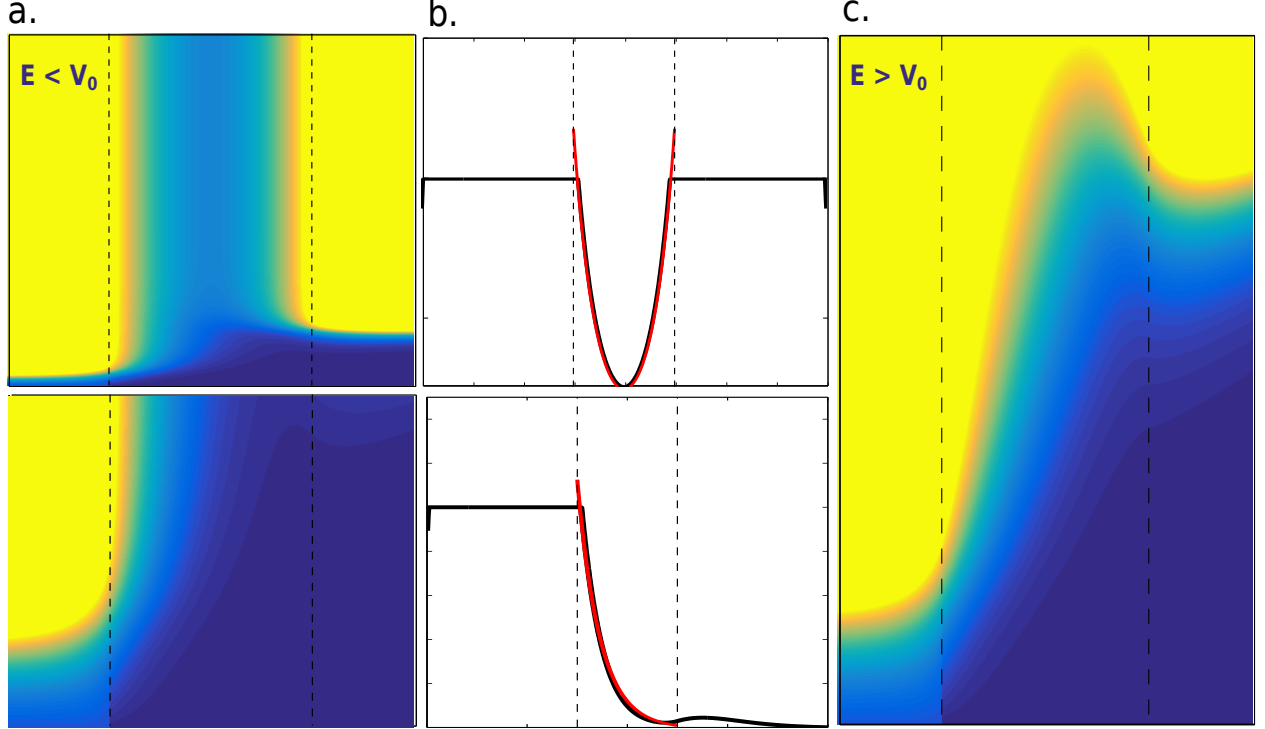 a.
b.
c.
E < V₀
E > V₀